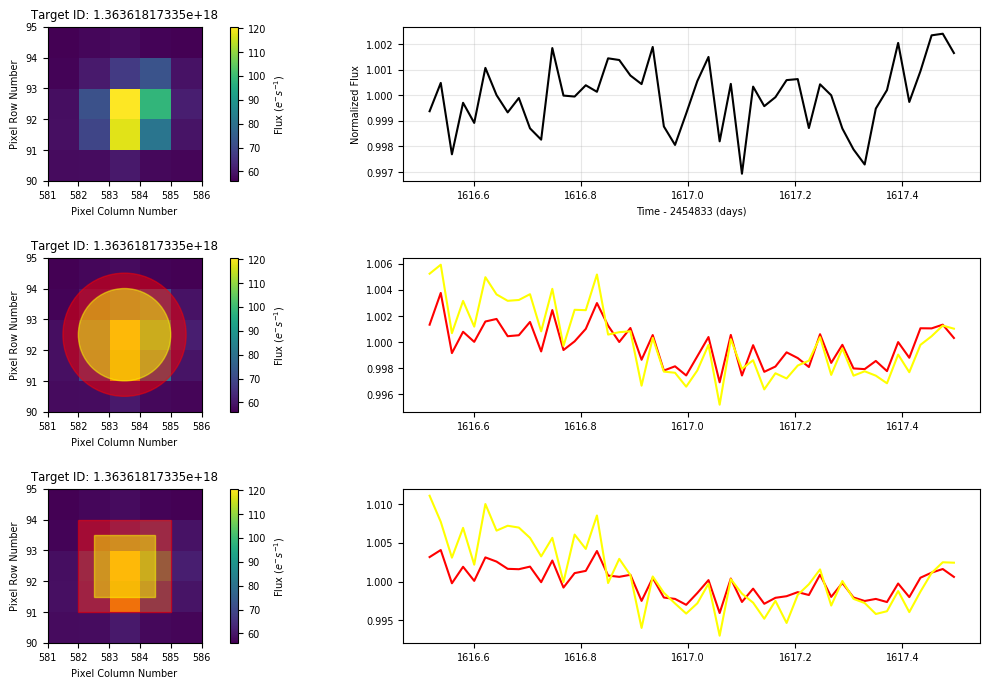 Target ID: 1.36361817335e+18
95
94
93
92
91
90
Pixel Row Number
581 582 583 584 585 586
Pixel Column Number
120
110
100
90
80
70
60
Flux (e⁻s⁻¹)
1.002
1.001
1.000
0.999
0.998
0.997
Normalized Flux
1616.6 1616.8 1617.0 1617.2 1617.4
Time - 2454833 (days)
Target ID: 1.36361817335e+18
95
94
93
92
91
90
Pixel Row Number
581 582 583 584 585 586
Pixel Column Number
120
110
100
90
80
70
60
Flux (e⁻s⁻¹)
1.006
1.004
1.002
1.000
0.998
0.996
1616.6 1616.8 1617.0 1617.2 1617.4
Target ID: 1.36361817335e+18
95
94
93
92
91
90
Pixel Row Number
581 582 583 584 585 586
Pixel Column Number
120
110
100
90
80
70
60
Flux (e⁻s⁻¹)
1.010
1.005
1.000
0.995
1616.6 1616.8 1617.0 1617.2 1617.4